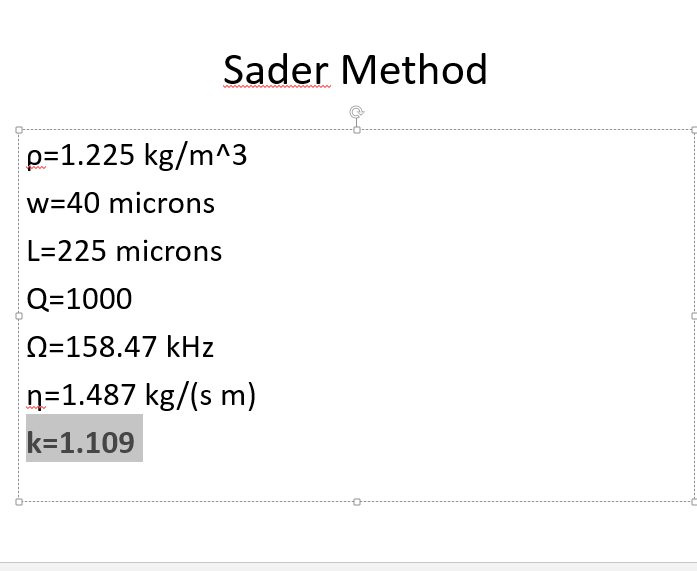 Sader Method
ρ=1.225 kg/m^3
w=40 microns
L=225 microns
Q=1000
Ω=158.47 kHz
η=1.487 kg/(s m)
k=1.109